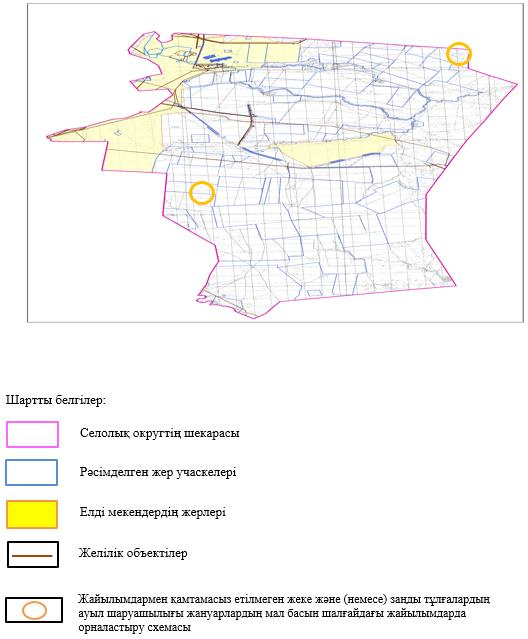 Шартты белгілер:
Селолық округтің шекарасы
Рәсімделген жер учаскелері
Елді мекендердің жерлері
Желілік объектілер
Жайылымдармен қамтамасыз етілмеген жеке және (немесе) заңды тұлғалардың
ауыл шаруашылығы жануарлардың мал басын шалғайдағы жайылымдарда
орналастыру схемасы